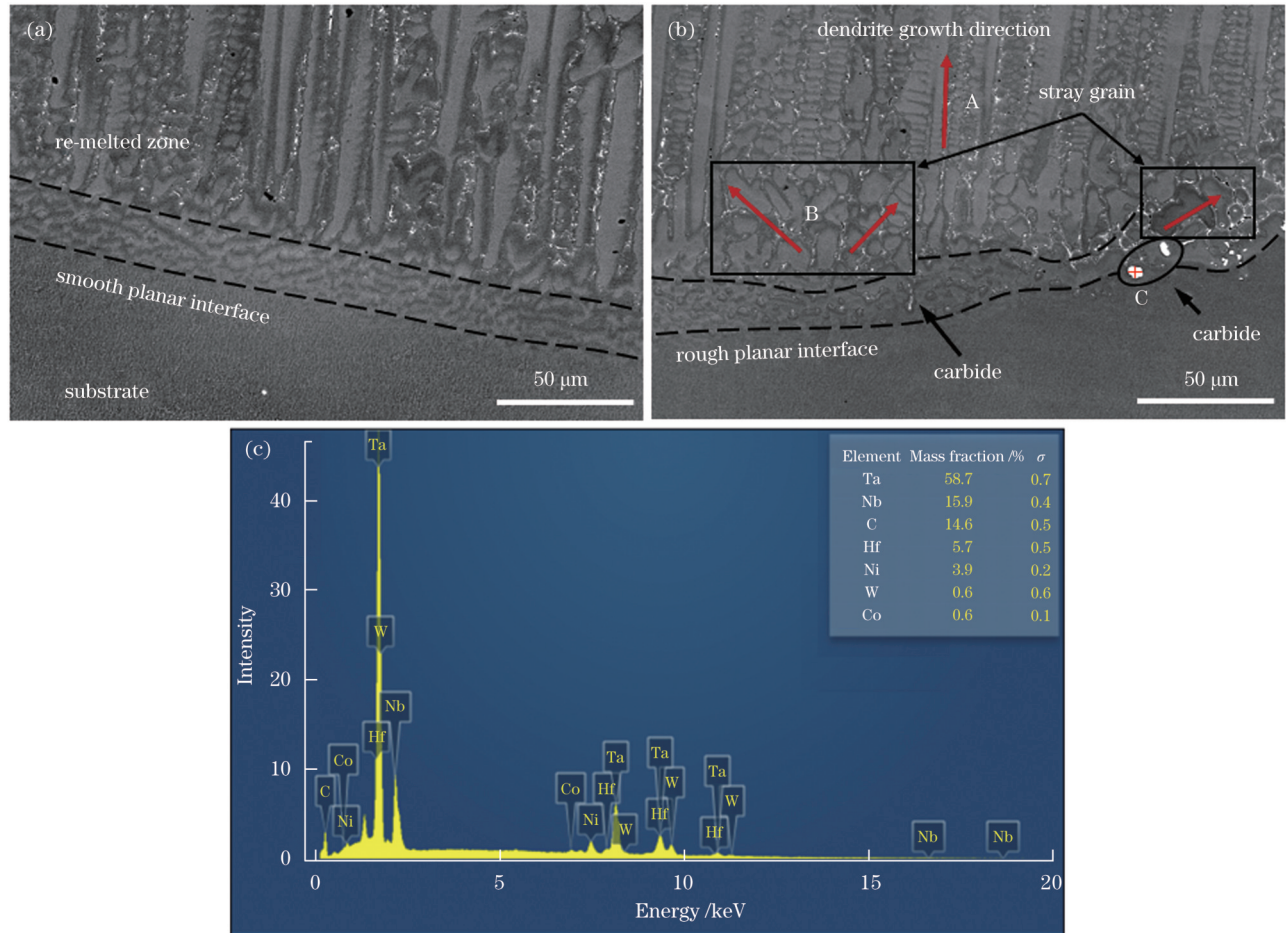 (a)
re-melted zone
smooth planar interface
substrate
50 μm
(b)
dendrite growth direction
A
stray grain
B
C
carbide
carbide
rough planar interface
50 μm
(c)
Element Mass fraction /% σ
Ta 58.7 0.7
Nb 15.9 0.4
C 14.6 0.5
Hf 5.7 0.5
Ni 3.9 0.2
W 0.6 0.6
Co 0.6 0.1
Intensity
40
30
20
10
0
Ta
W
Nb
Hf
Co
C
Ni
Co
Ni
Hf
Ta
W
Ta
W
Hf
Ta
W
Hf
Nb
Nb
0 5 10 15 20
Energy /keV